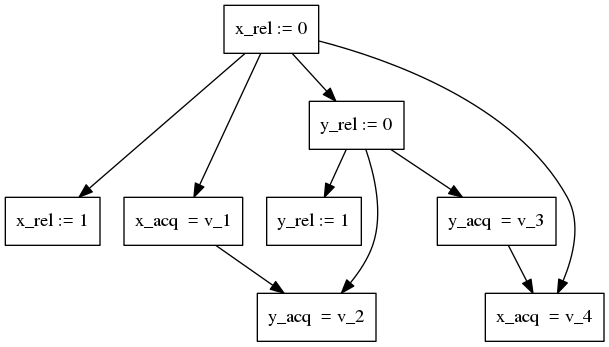 x_rel := 0
y_rel := 0
x_rel := 1
x_acq = v_1
y_rel := 1
y_acq = v_3
y_acq = v_2
x_acq = v_4